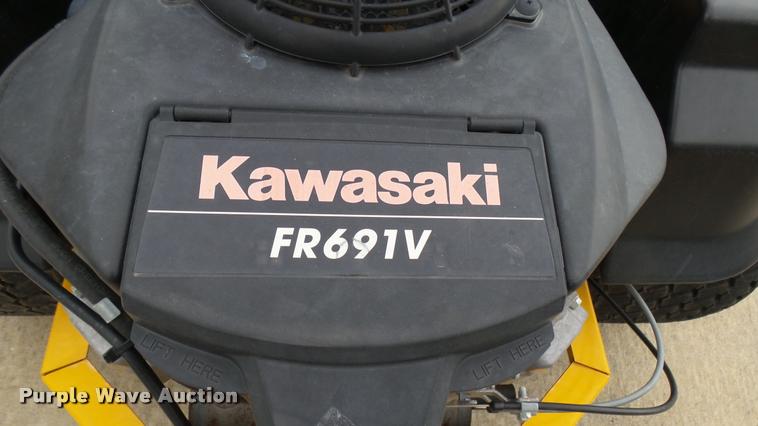 Kawasaki
FR691V
LIFT HERE
LIFT HERE
Purple Wave Auction